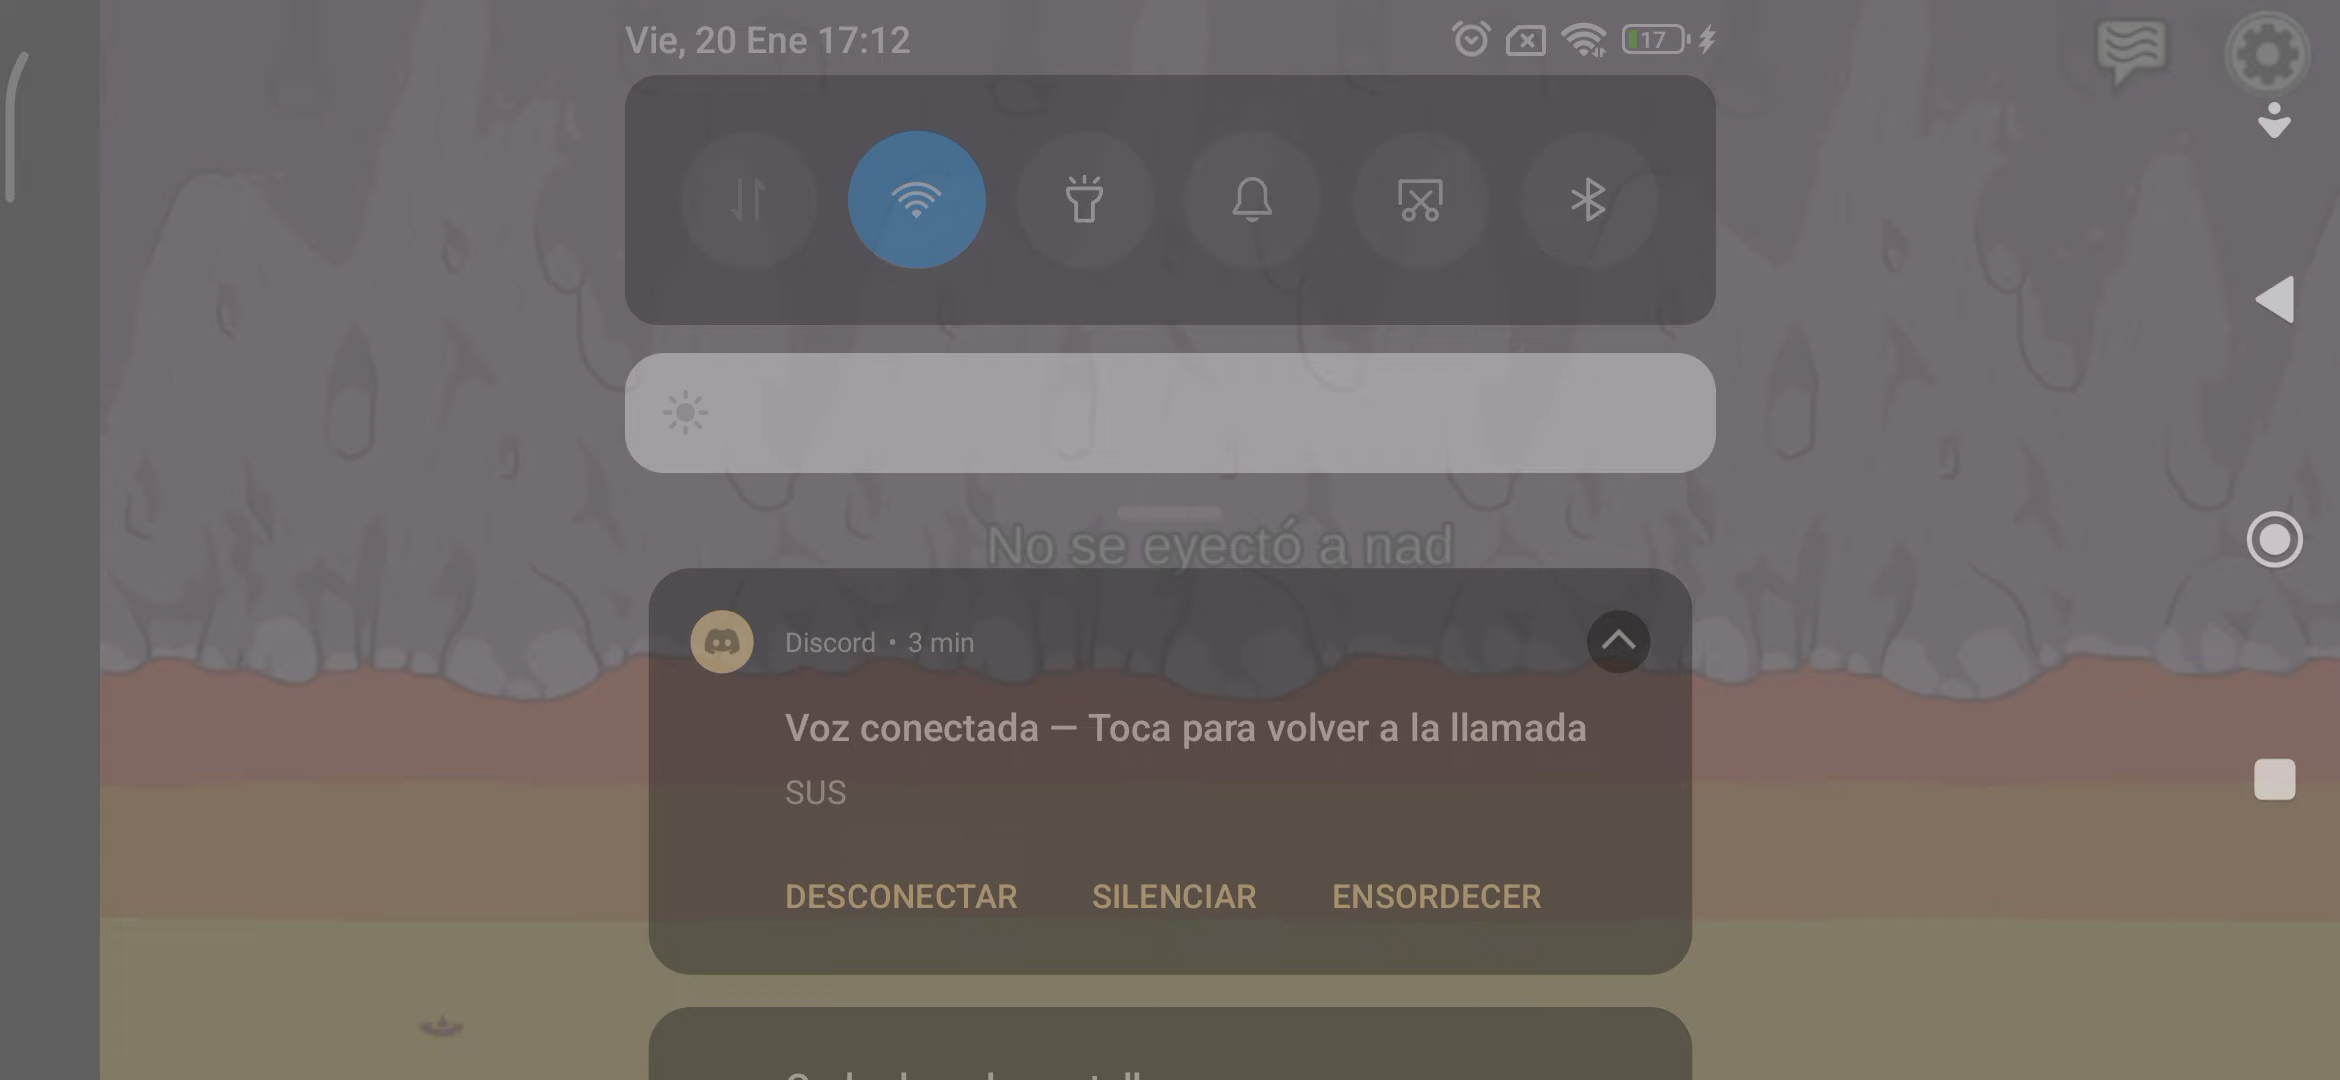 Vie, 20 Ene 17:12
17
No se eyectó a nad
Discord • 3 min
Voz conectada — Toca para volver a la llamada
SUS
DESCONECTAR SILENCIAR ENSORDECER